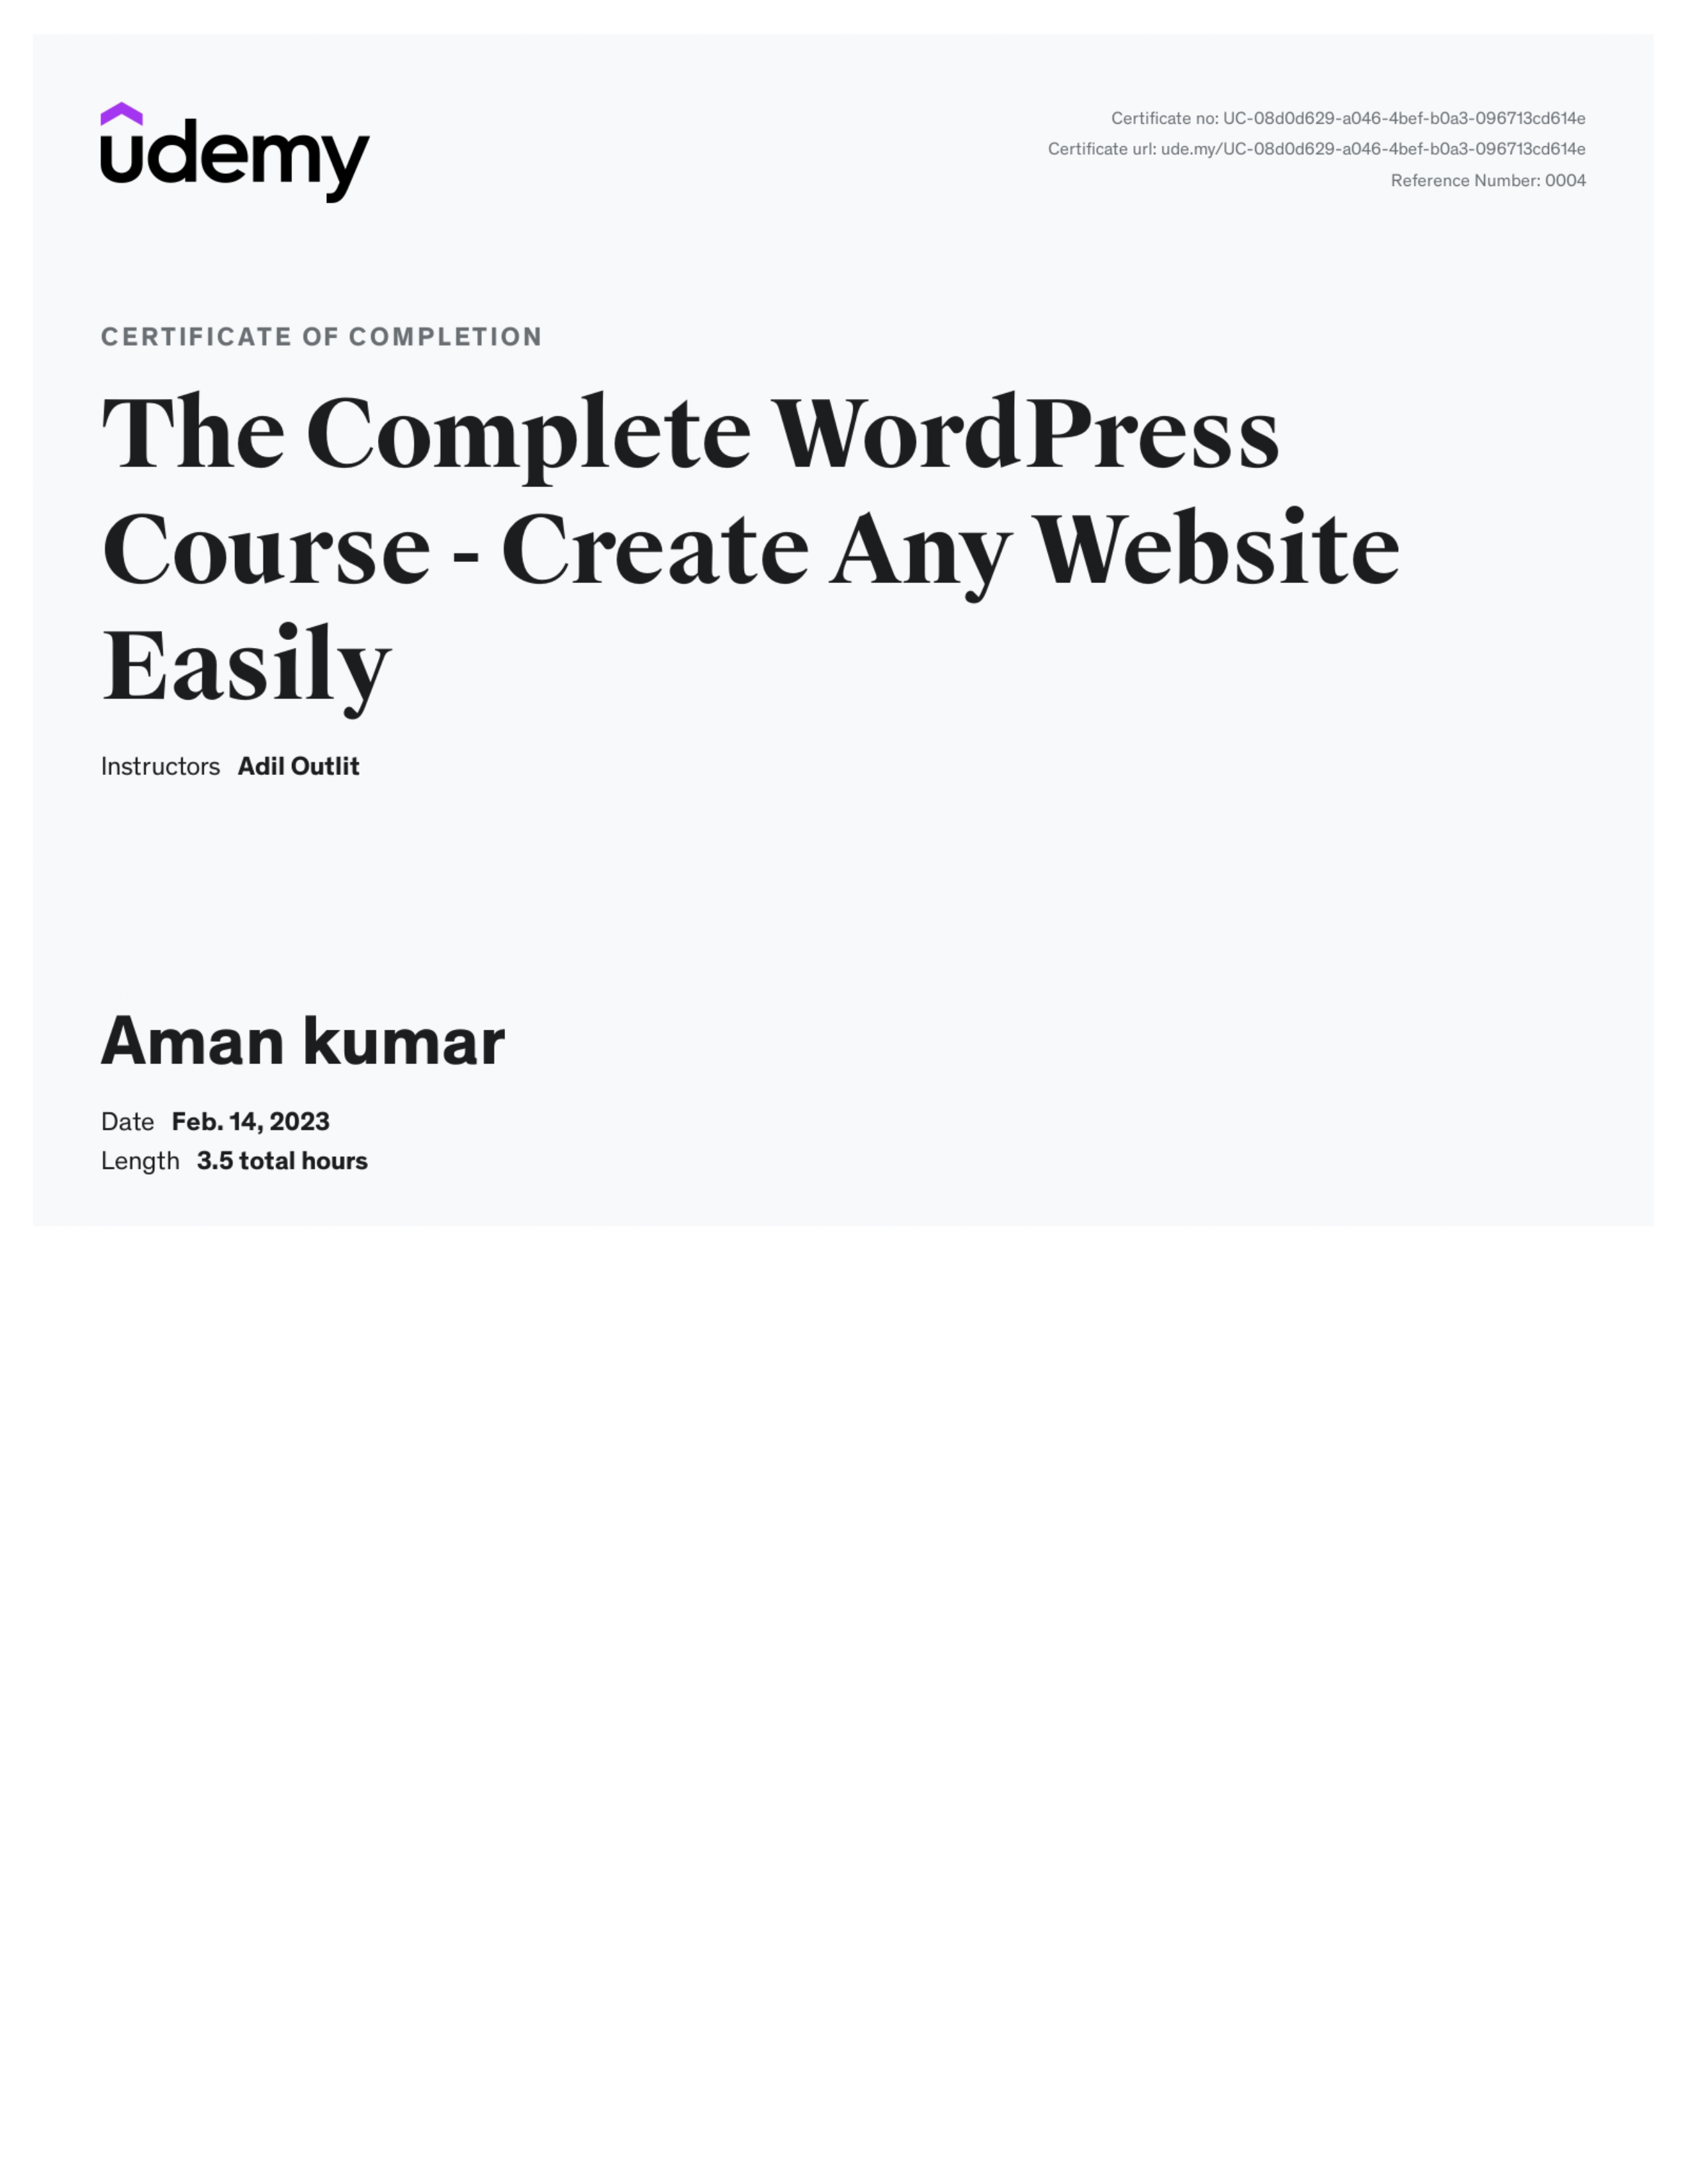 udemy
Certificate no: UC-08d0d629-a046-4bef-b0a3-096713cd614e
Certificate url: ude.my/UC-08d0d629-a046-4bef-b0a3-096713cd614e
Reference Number: 0004
CERTIFICATE OF COMPLETION
The Complete WordPress
Course - Create Any Website
Easily
Instructors Adil Outlit
Aman kumar
Date Feb. 14, 2023
Length 3.5 total hours